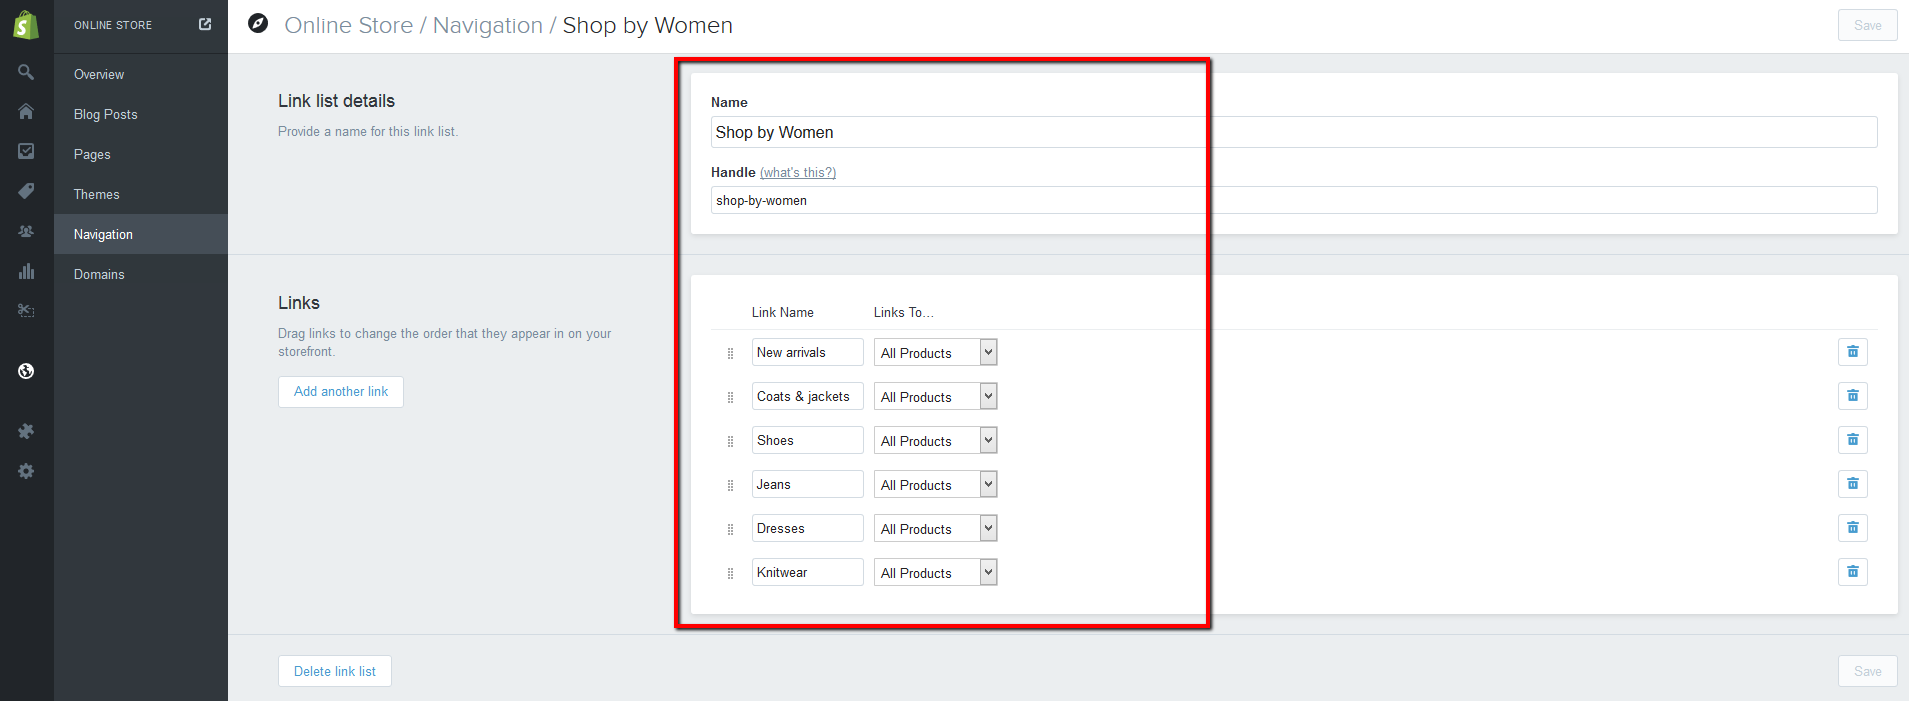 ONLINE STORE
Online Store / Navigation / Shop by Women
Save
Overview
Blog Posts
Pages
Themes
Navigation
Domains
Link list details
Provide a name for this link list.
Name
Shop by Women
Handle (what's this?)
shop-by-women
Links
Drag links to change the order that they appear in on your
storefront.
Add another link
Link Name Links To...
New arrivals All Products
Coats & jackets All Products
Shoes All Products
Jeans All Products
Dresses All Products
Knitwear All Products
Delete link list
Save